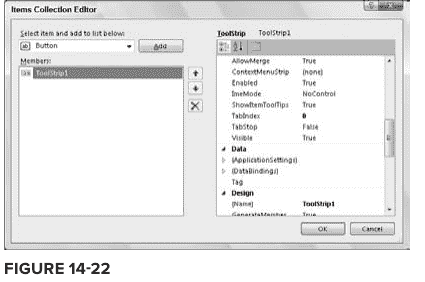 Items Collection Editor
Select item and add to list below:
Button
Add
Members:
ToolStrip1
ToolStrip ToolStrip1
AllowMerge True
ContextMenuStrip (none)
Enabled True
ImeMode NoControl
ShowItemToolTips True
TabIndex 0
TabStop False
Visible True
Data
(ApplicationSettings)
(DataBindings)
Tag
Design
(Name) ToolStrip1
GenerateMember True
OK Cancel
FIGURE 14-22